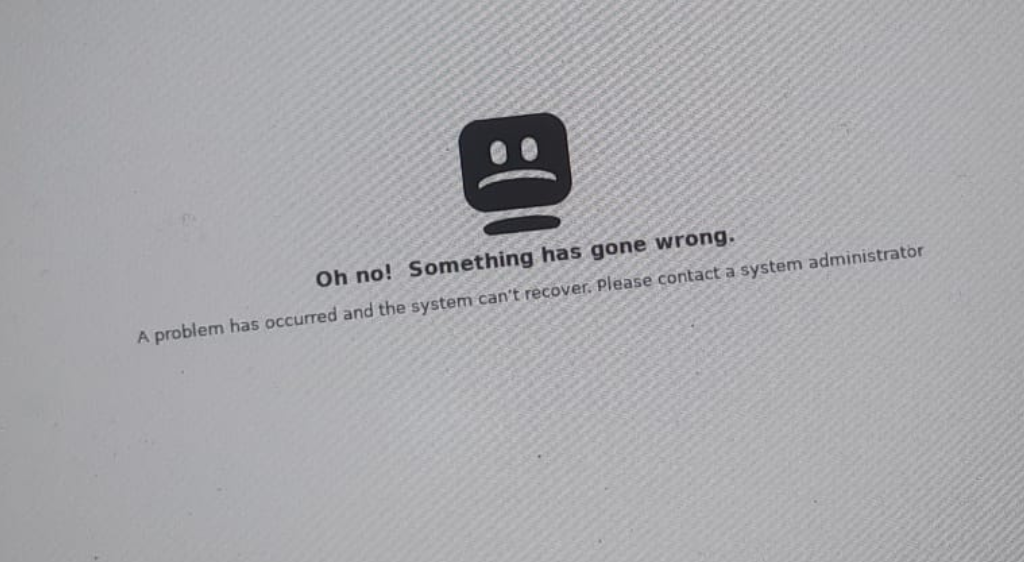 Oh no! Something has gone wrong.
A problem has occurred and the system can't recover. Please contact a system administrator